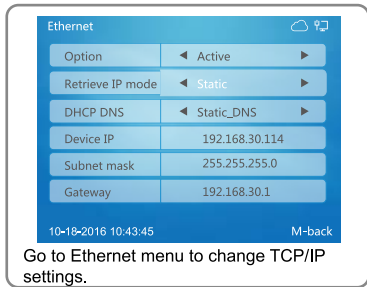 Ethernet
Option ◄ Active ►
Retrieve IP mode ◄ Static ►
DHCP DNS ◄ Static_DNS ►
Device IP 192.168.30.114
Subnet mask 255.255.255.0
Gateway 192.168.30.1
10-18-2016 10:43:45 M-back
Go to Ethernet menu to change TCP/IP
settings.